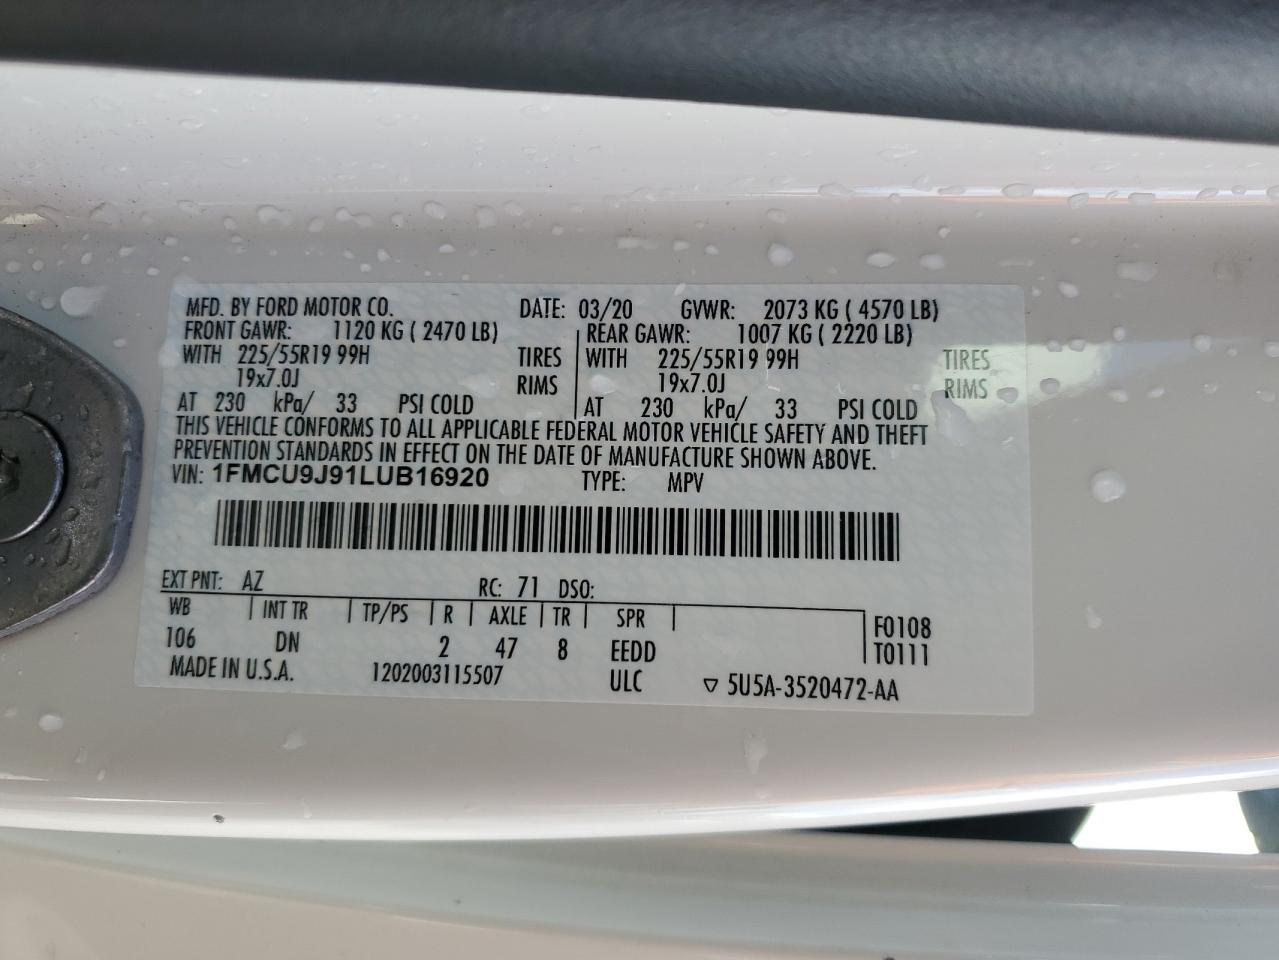 MFD. BY FORD MOTOR CO. DATE: 03/20 GVWR: 2073 KG ( 4570 LB)
FRONT GAWR: 1120 KG ( 2470 LB) REAR GAWR: 1007 KG ( 2220 LB)
WITH 225/55R19 99H TIRES WITH 225/55R19 99H TIRES
19x7.0J RIMS 19x7.0J RIMS
AT 230 kPa/ 33 PSI COLD AT 230 kPa/ 33 PSI COLD
THIS VEHICLE CONFORMS TO ALL APPLICABLE FEDERAL MOTOR VEHICLE SAFETY AND THEFT
PREVENTION STANDARDS IN EFFECT ON THE DATE OF MANUFACTURE SHOWN ABOVE.
VIN: 1FMCU9J91LUB16920 TYPE: MPV
EXT PNT: AZ RC: 71 DSO:
WB INT TR TP/PS R AXLE TR SPR F0108
106 DN 2 47 8 EEDD T0111
MADE IN U.S.A. 1202003115507 ULC ▽ 5U5A-3520472-AA